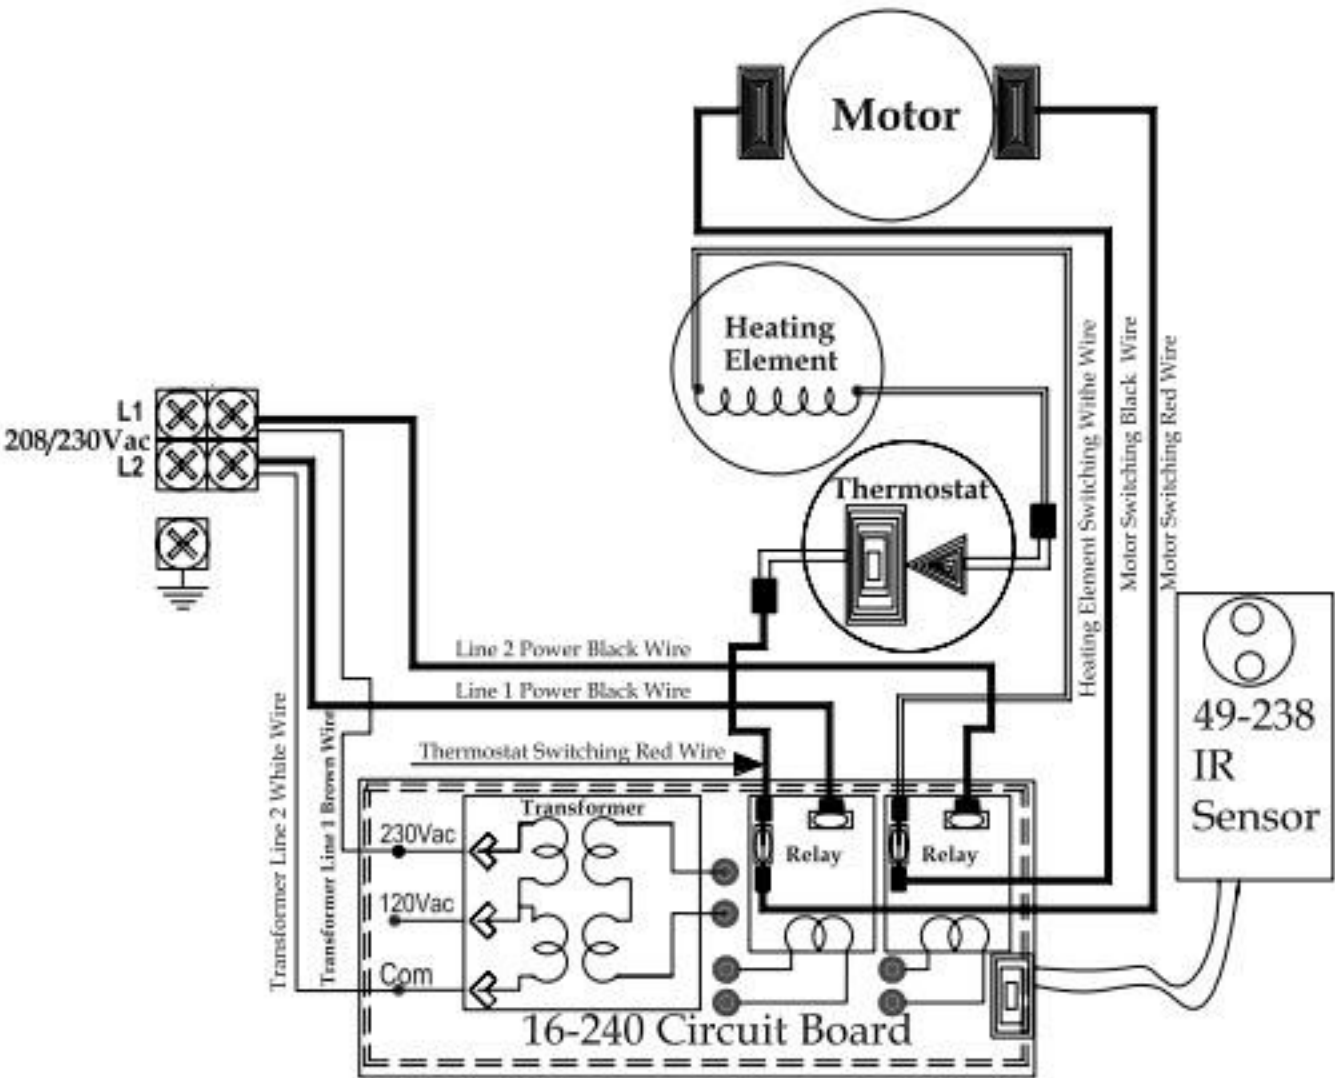 Motor
Heating
Element
L1
208/230Vac
L2
Thermostat
Heating Element Switching Withe Wire
Motor Switching Black Wire
Motor Switching Red Wire
Line 2 Power Black Wire
Line 1 Power Black Wire
Thermostat Switching Red Wire
Transformer Line 2 White Wire
Transformer Line 1 Brown Wire
49-238
IR
Sensor
Transformer
230Vac
120Vac
Com
Relay
Relay
16-240 Circuit Board